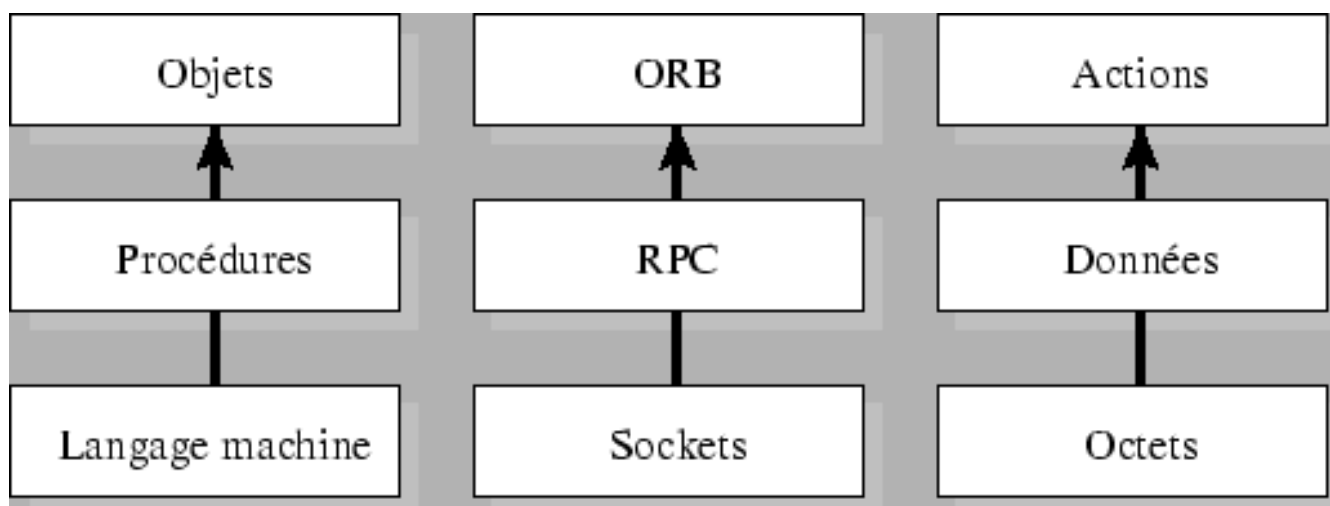 Objets
ORB
Actions
Procédures
RPC
Données
Langage machine
Sockets
Octets